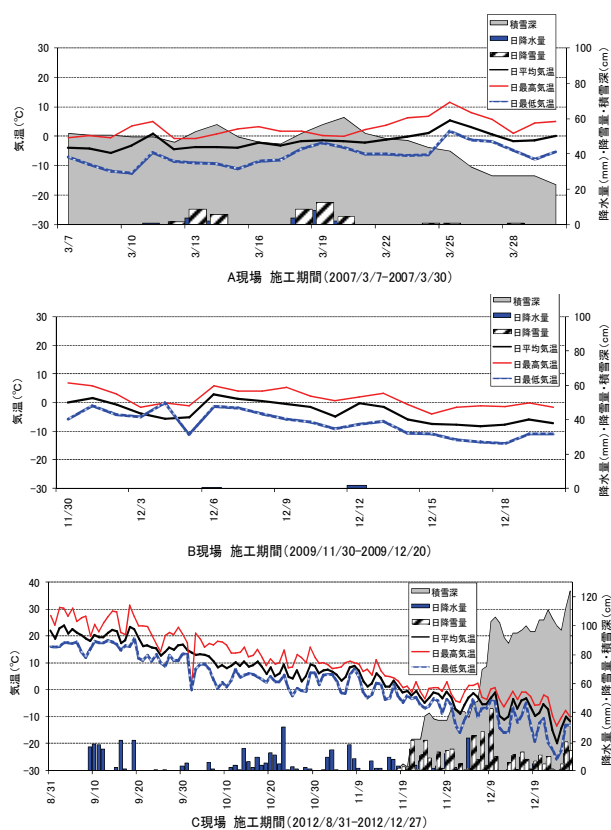 積雪深
日降水量
日降雪量
日平均気温
日最高気温
日最低気温
気温(℃)
30
20
10
0
-10
-20
-30
100
80
60
40
20
0
降水量(mm)・降雪量・積雪深(cm)
3/7
3/10
3/13
3/16
3/19
3/22
3/25
3/28
A現場 施工期間(2007/3/7-2007/3/30)
積雪深
日降水量
日降雪量
日平均気温
日最高気温
日最低気温
気温(℃)
30
20
10
0
-10
-20
-30
100
80
60
40
20
0
降水量(mm)・降雪量・積雪深(cm)
11/30
12/3
12/6
12/9
12/12
12/15
12/18
B現場 施工期間(2009/11/30-2009/12/20)
積雪深
日降水量
日降雪量
日平均気温
日最高気温
日最低気温
気温(℃)
40
30
20
10
0
-10
-20
-30
120
100
80
60
40
20
0
降水量(mm)・降雪量・積雪深(cm)
8/31
9/10
9/20
9/30
10/10
10/20
10/30
11/9
11/19
11/29
12/9
12/19
C現場 施工期間(2012/8/31-2012/12/27)